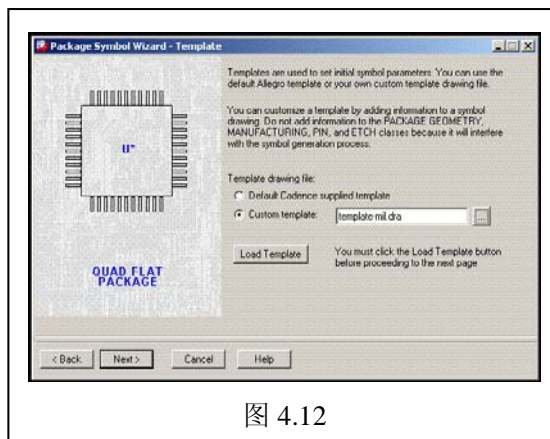 Package Symbol Wizard - Template
Templates are used to set initial symbol parameters. You can use the
default Allegro template or your own custom template drawing file.
You can customize a template by adding information to a symbol
drawing. Do not add information to the PACKAGE GEOMETRY,
MANUFACTURING, PIN, and ETCH classes because it will interfere
with the symbol generation process.
U*
QUAD FLAT
PACKAGE
Template drawing file:
Default Cadence supplied template
Custom template: template-mil.dra ...
Load Template
You must click the Load Template button
before proceeding to the next page
< Back Next > Cancel Help
图 4.12